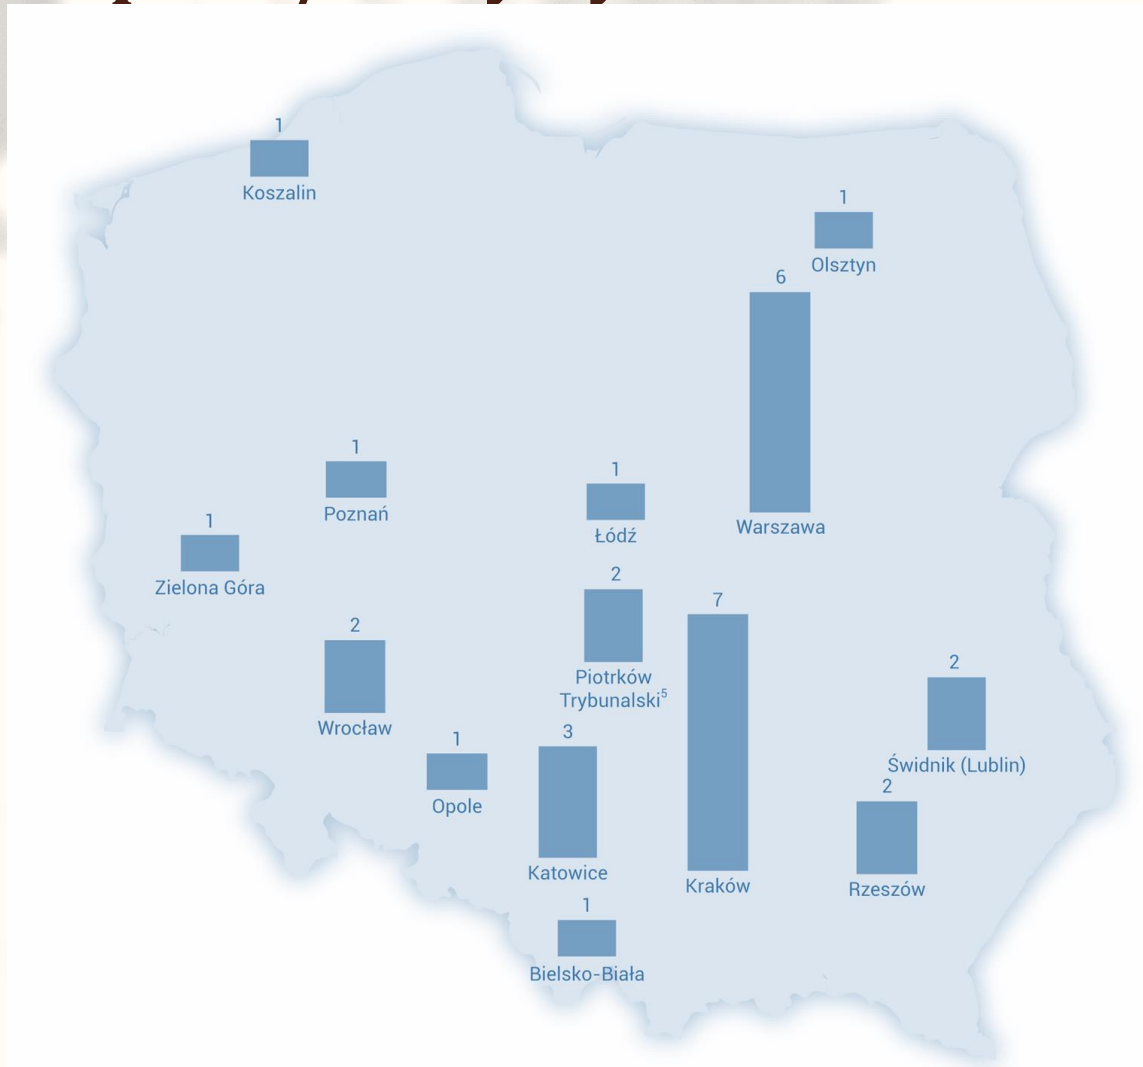 1
Koszalin
1
Olsztyn
6
Warszawa
1
Poznań
1
Łódź
1
Zielona Góra
2
Piotrków
Trybunalski⁵
7
Kraków
2
Wrocław
2
Świdnik (Lublin)
1
Opole
3
Katowice
2
Rzeszów
1
Bielsko-Biała